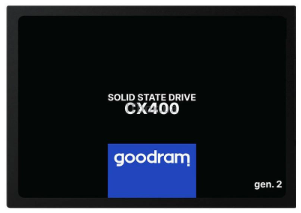 SOLID STATE DRIVE
CX400
goodram
gen. 2